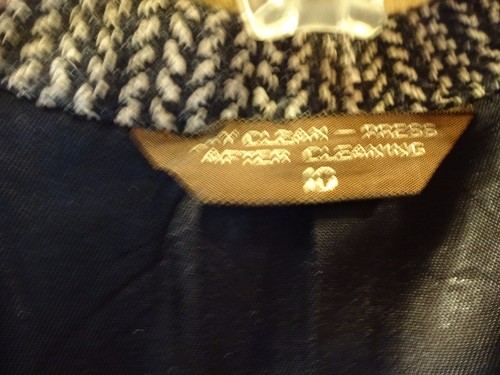 CLEAN - PRESS
AFTER CLEANING
10